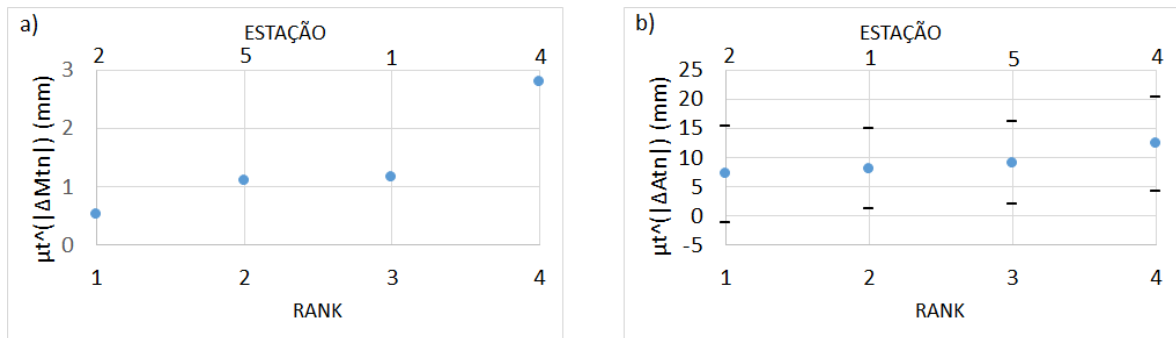 a)
ESTAÇÃO
2 5 1 4
µt^(|ΔMtn|) (mm)
3
2
1
0
1 2 3 4
RANK
b)
ESTAÇÃO
2 1 5 4
µt^(|ΔAtn|) (mm)
25
20
15
10
5
0
-5
1 2 3 4
RANK